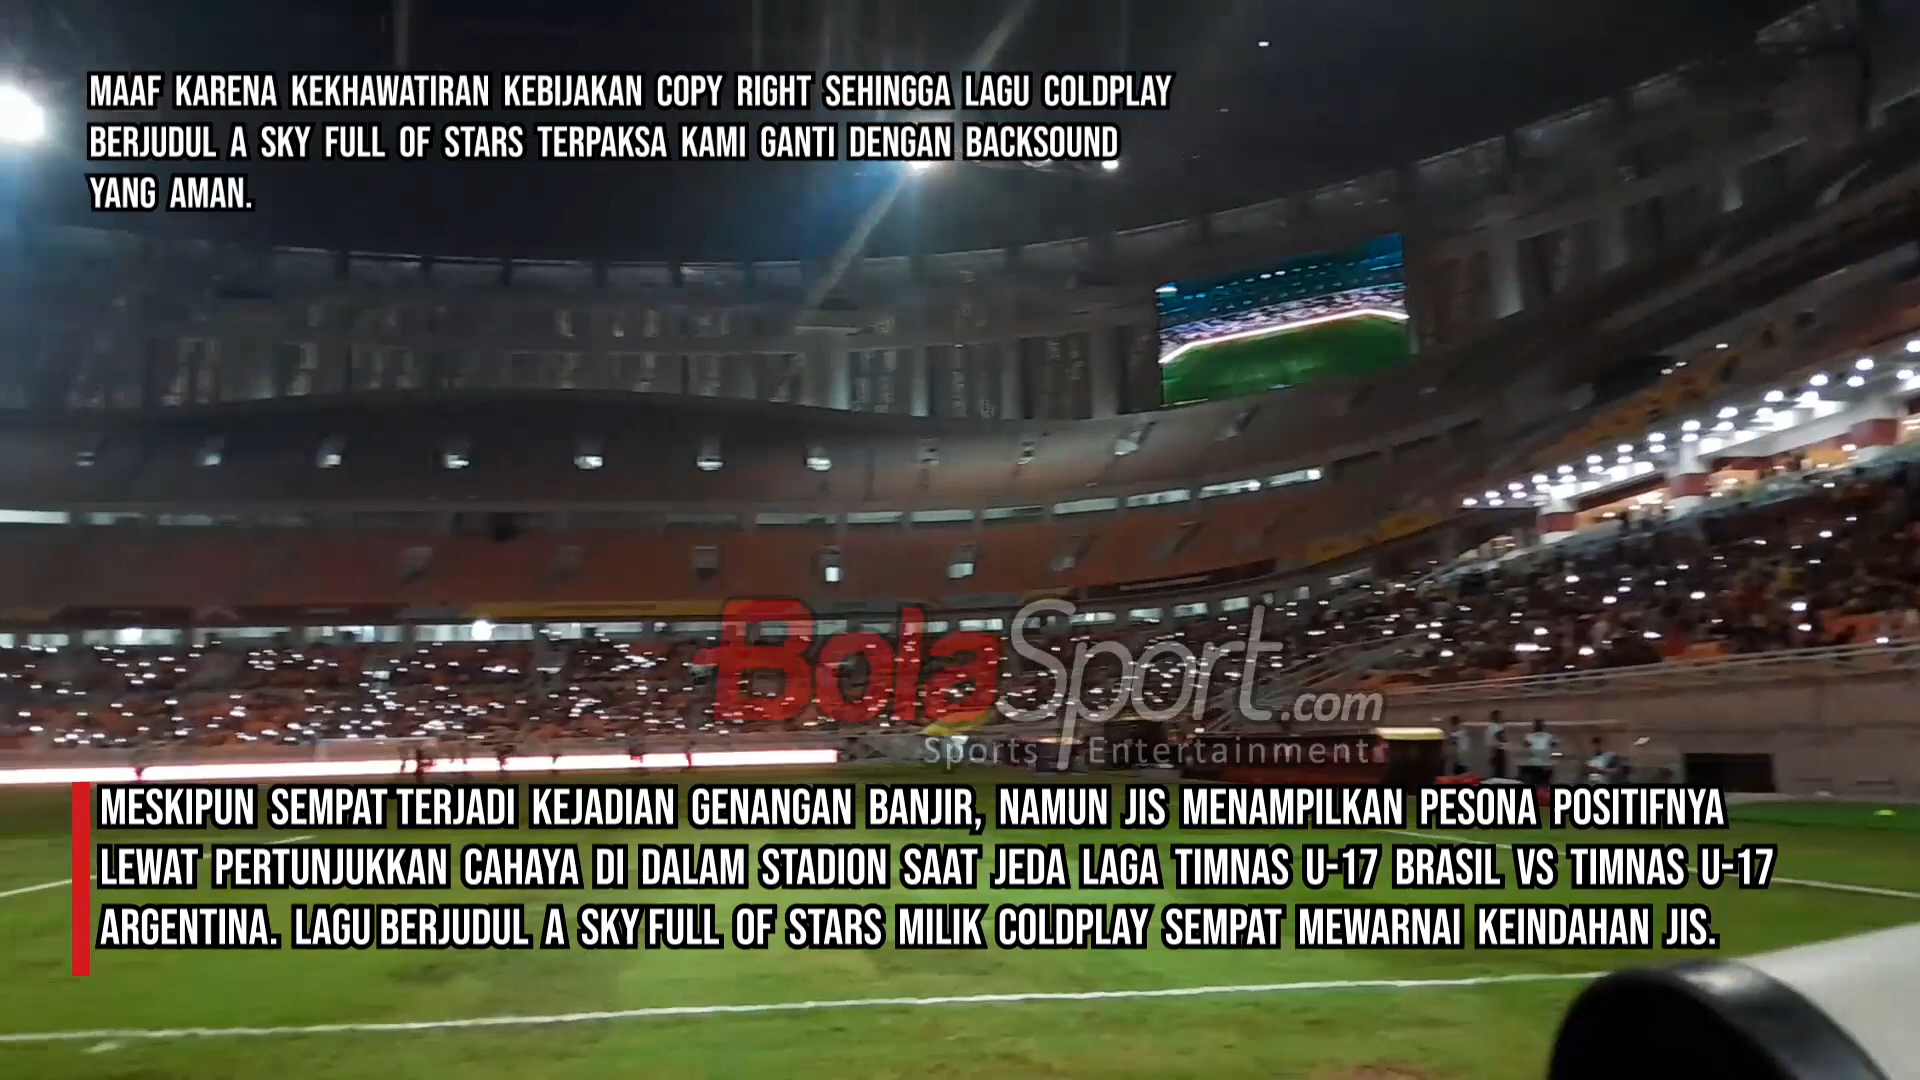 MAAF KARENA KEKHAWATIRAN KEBIJAKAN COPY RIGHT SEHINGGA LAGU COLDPLAY
BERJUDUL A SKY FULL OF STARS TERPAKSA KAMI GANTI DENGAN BACKSOUND
YANG AMAN.
BolaSport.com
Sports Entertainment
MESKIPUN SEMPAT TERJADI KEJADIAN GENANGAN BANJIR, NAMUN JIS MENAMPILKAN PESONA POSITIFNYA
LEWAT PERTUNJUKKAN CAHAYA DI DALAM STADION SAAT JEDA LAGA TIMNAS U-17 BRASIL VS TIMNAS U-17
ARGENTINA. LAGU BERJUDUL A SKY FULL OF STARS MILIK COLDPLAY SEMPAT MEWARNAI KEINDAHAN JIS.